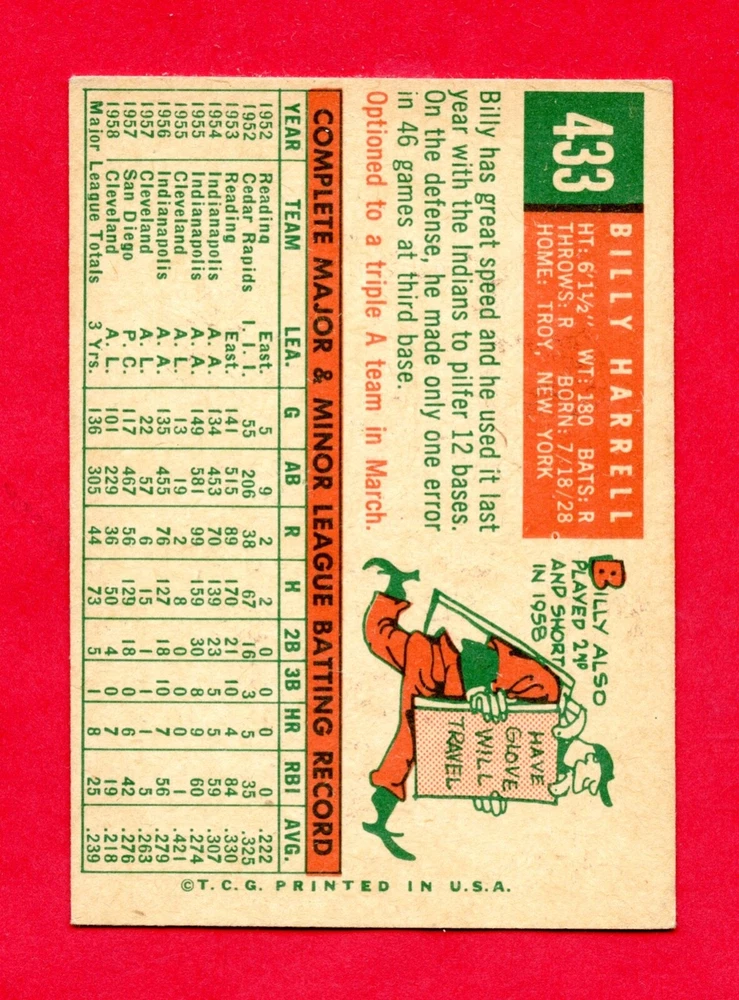 433
BILLY HARRELL
HT: 6'1½" WT: 180 BATS: R
THROWS: R BORN: 7/18/28
HOME: TROY, NEW YORK
Billy has great speed and he used it last
year with the Indians to pilfer 12 bases.
On the defense, he made only one error
in 46 games at third base.
Optioned to a triple A team in March.
BILLY ALSO
PLAYED 2ND
AND SHORT
IN 1958
HAVE
GLOVE
WILL
TRAVEL
COMPLETE MAJOR & MINOR LEAGUE BATTING RECORD
YEAR TEAM LEA. G AB R H 2B 3B HR RBI AVG.
1952 Reading East. 5 9 2 2 0 0 0 0 .222
1952 Cedar Rapids I. I. I. 55 206 38 67 16 3 5 35 .325
1953 Reading East. 141 515 89 170 21 10 4 84 .330
1954 Indianapolis A. A. 134 453 70 139 23 5 5 59 .307
1955 Indianapolis A. A. 149 581 99 159 30 8 9 60 .274
1955 Cleveland A. L. 13 19 2 8 0 0 0 1 .421
1956 Indianapolis A. A. 135 455 76 127 18 10 7 56 .279
1957 Cleveland A. L. 22 57 6 15 1 1 1 5 .263
1957 San Diego P. C. 117 467 56 129 18 0 6 42 .276
1958 Cleveland A. L. 101 229 36 50 4 0 7 19 .218
Major League Totals 3 Yrs. 136 305 44 73 5 1 8 25 .239
©T.C.G. PRINTED IN U.S.A.